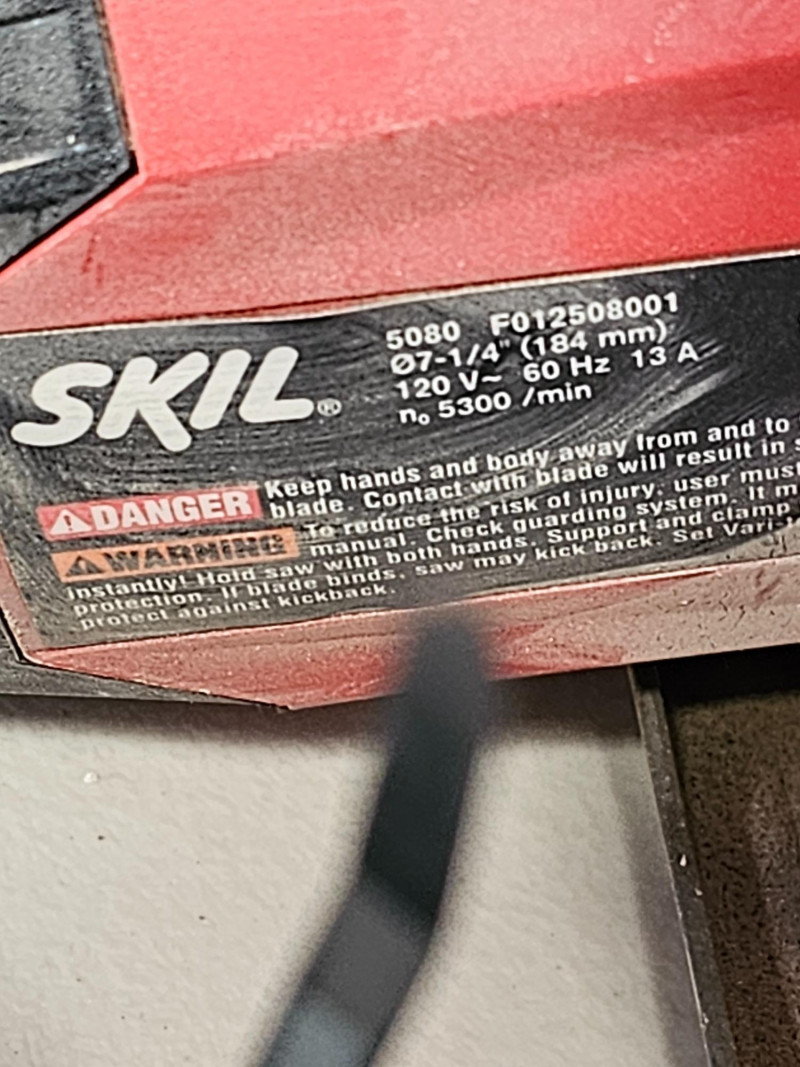 SKIL®
5080 F012508001
Ø7-1/4" (184 mm)
120 V~ 60 Hz 13 A
n₀ 5300 /min
DANGER Keep hands and body away from and to
blade. Contact with blade will result in s
WARNING To reduce the risk of injury, user must
manual. Check guarding system. It m
instantly! Hold saw with both hands. Support and clamp
protection. If blade binds, saw may kick back. Set Vari-
protect against kickback.